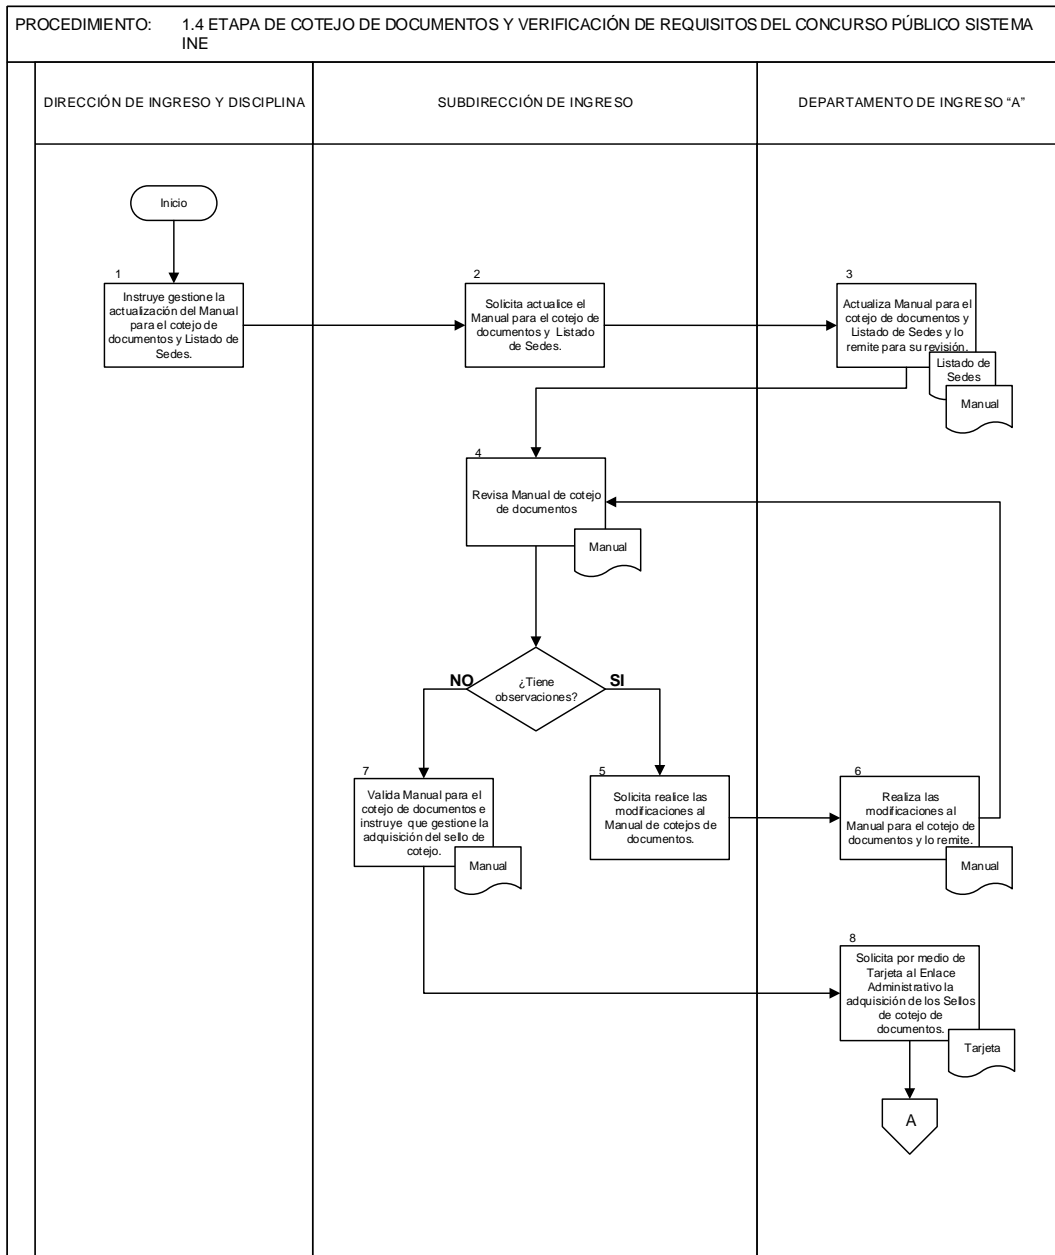 PROCEDIMIENTO: 1.4 ETAPA DE COTEJO DE DOCUMENTOS Y VERIFICACIÓN DE REQUISITOS DEL CONCURSO PÚBLICO SISTEMA
INE
DIRECCIÓN DE INGRESO Y DISCIPLINA
SUBDIRECCIÓN DE INGRESO
DEPARTAMENTO DE INGRESO “A”
Inicio
1
Instruye gestione la
actualización del Manual
para el cotejo de
documentos y Listado de
Sedes.
2
Solicita actualice el
Manual para el cotejo de
documentos y Listado
de Sedes.
3
Actualiza Manual para el
cotejo de documentos y
Listado de Sedes y lo
remite para su revisión.
Listado de
Sedes
Manual
4
Revisa Manual de cotejo
de documentos
Manual
¿Tiene
observaciones?
NO
SI
7
Valida Manual para el
cotejo de documentos e
instruye que gestione la
adquisición del sello de
cotejo.
Manual
5
Solicita realice las
modificaciones al
Manual de cotejos de
documentos.
6
Realiza las
modificaciones al
Manual para el cotejo de
documentos y lo remite.
Manual
8
Solicita por medio de
Tarjeta al Enlace
Administrativo la
adquisición de los Sellos
de cotejo de
documentos.
Tarjeta
A